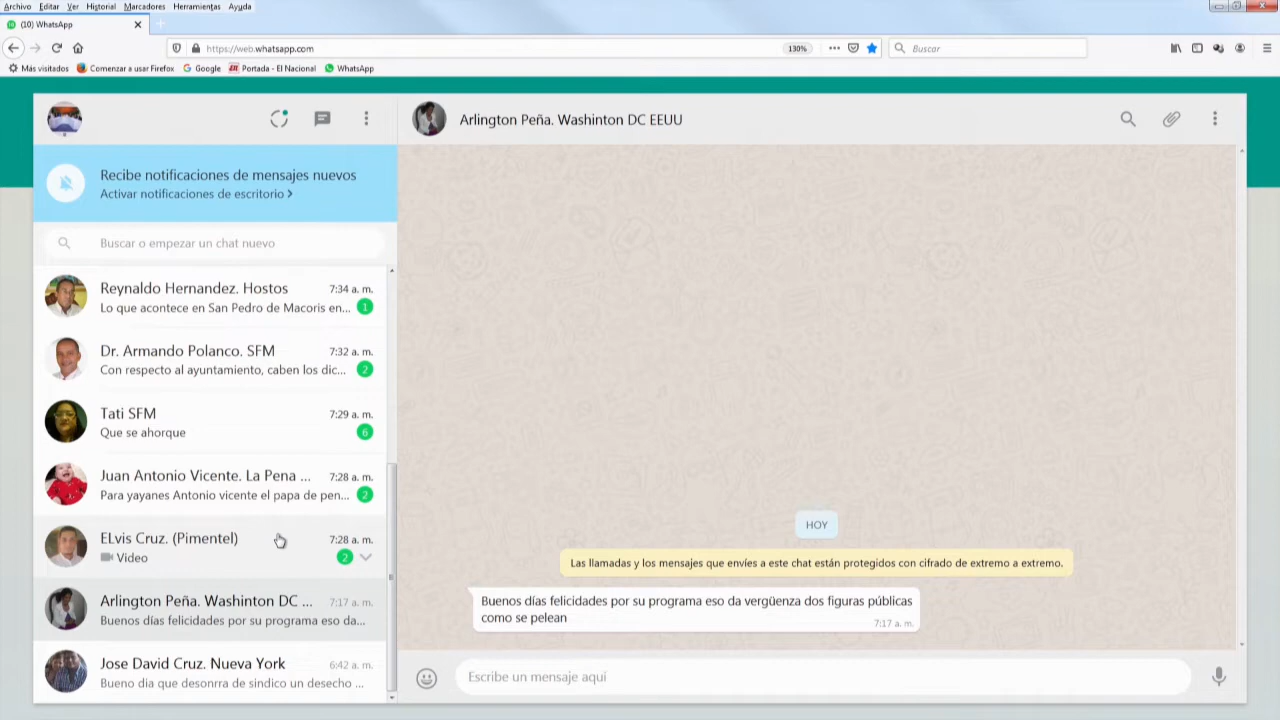 Archivo Editar Ver Historial Marcadores Herramientas Ayuda
(10) WhatsApp
https://web.whatsapp.com
130%
Buscar
Más visitados Comenzar a usar Firefox Google Portada - El Nacional WhatsApp
Arlington Peña. Washinton DC EEUU
Recibe notificaciones de mensajes nuevos
Activar notificaciones de escritorio
Buscar o empezar un chat nuevo
Reynaldo Hernandez. Hostos 7:34 a. m.
Lo que acontece en San Pedro de Macoris en... 1
Dr. Armando Polanco. SFM 7:32 a. m.
Con respecto al ayuntamiento, caben los dic... 2
Tati SFM 7:29 a. m.
Que se ahorque 6
Juan Antonio Vicente. La Pena ... 7:28 a. m.
Para yayanes Antonio vicente el papa de pen... 2
ELvis Cruz. (Pimentel) 7:28 a. m.
Video 2
Arlington Peña. Washinton DC ... 7:17 a. m.
Buenos días felicidades por su programa eso da...
Jose David Cruz. Nueva York 6:42 a. m.
Bueno dia que desonrra de sindico un desecho ...
HOY
Las llamadas y los mensajes que envíes a este chat están protegidos con cifrado de extremo a extremo.
Buenos días felicidades por su programa eso da vergüenza dos figuras públicas
como se pelean
7:17 a. m.
Escribe un mensaje aquí